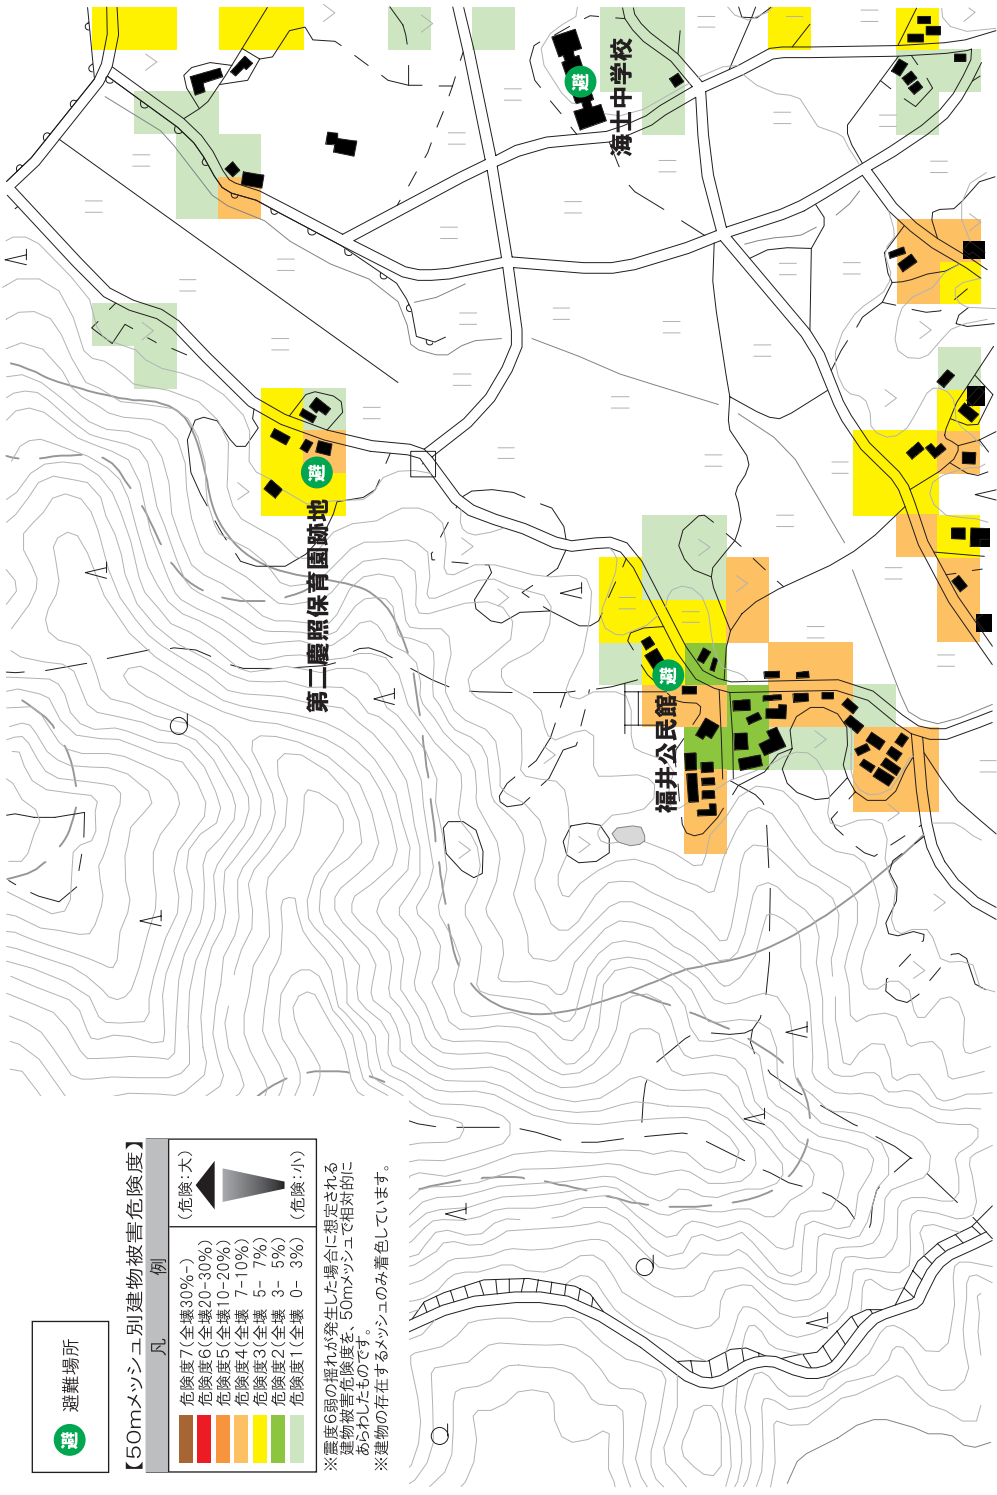 海士中学校
避
第二慶照保育園跡地
避
福井公民館
避
避 避難場所
【50mメッシュ別建物被害危険度】
凡 例
危険度7(全壊30%-)
危険度6(全壊20-30%)
危険度5(全壊10-20%)
危険度4(全壊 7-10%)
危険度3(全壊 5- 7%)
危険度2(全壊 3- 5%)
危険度1(全壊 0- 3%)
(危険:大)
(危険:小)
※震度6弱の揺れが発生した場合に想定される
建物被害危険度を、50mメッシュで相対的に
あらわしたものです。
※建物の存在するメッシュのみ着色しています。